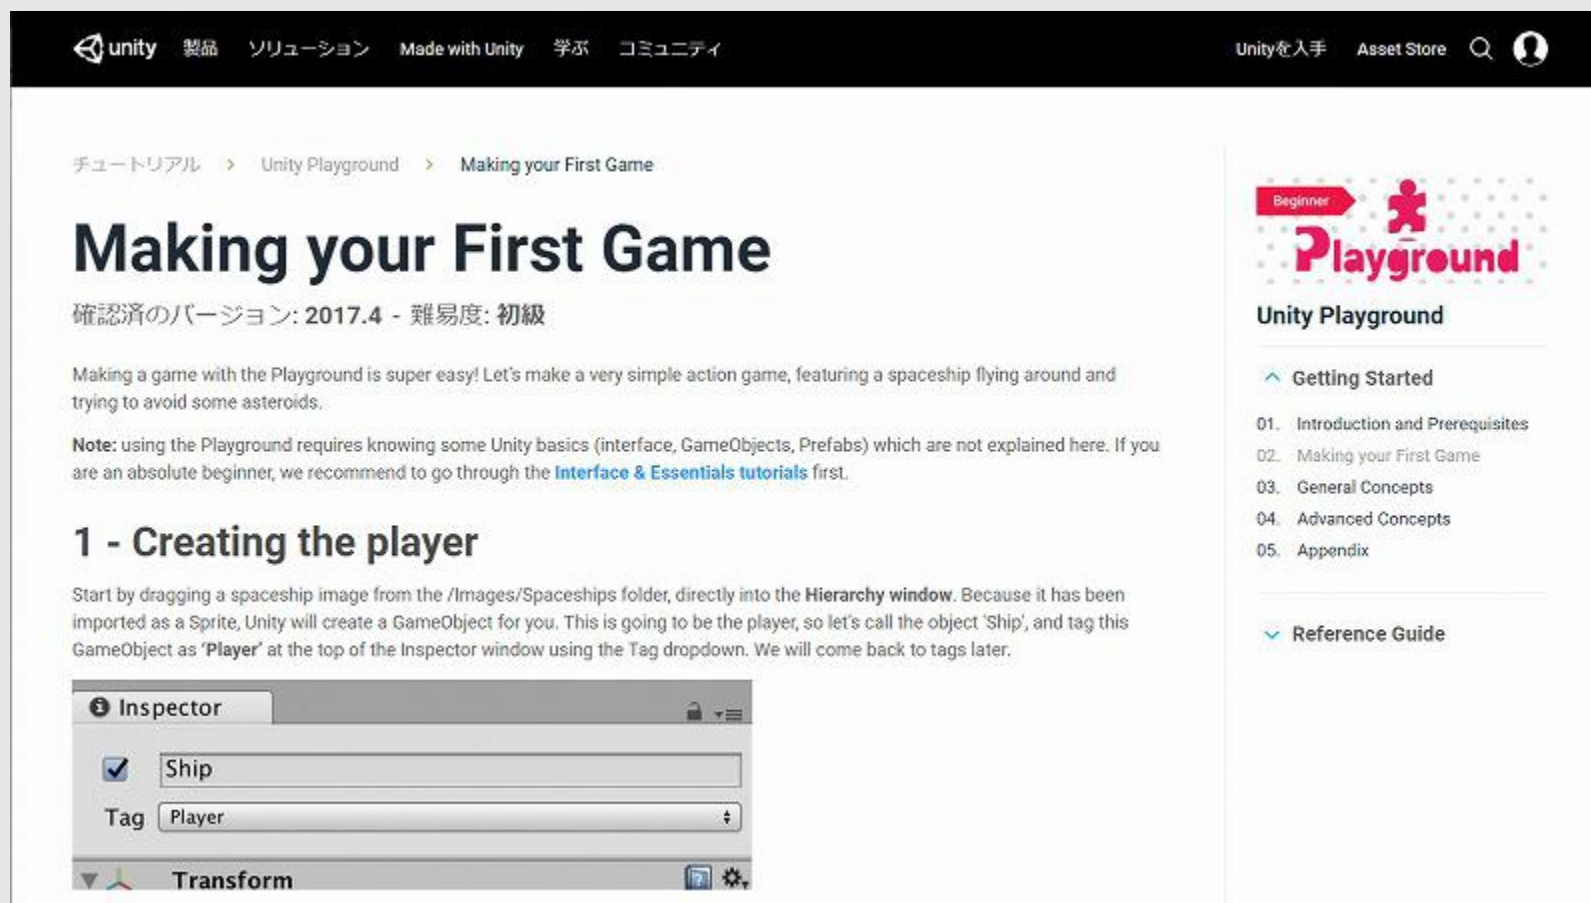 unity 製品 ソリューション Made with Unity 学ぶ コミュニティ Unityを入手 Asset Store
チュートリアル > Unity Playground > Making your First Game
Making your First Game
確認済のバージョン: 2017.4 - 難易度: 初級
Making a game with the Playground is super easy! Let's make a very simple action game, featuring a spaceship flying around and
trying to avoid some asteroids.
Note: using the Playground requires knowing some Unity basics (interface, GameObjects, Prefabs) which are not explained here. If you
are an absolute beginner, we recommend to go through the Interface & Essentials tutorials first.
1 - Creating the player
Start by dragging a spaceship image from the /Images/Spaceships folder, directly into the Hierarchy window. Because it has been
imported as a Sprite, Unity will create a GameObject for you. This is going to be the player, so let's call the object 'Ship', and tag this
GameObject as 'Player' at the top of the Inspector window using the Tag dropdown. We will come back to tags later.
Inspector
Ship
Tag Player
Transform
Beginner
Playground
Unity Playground
Getting Started
01. Introduction and Prerequisites
02. Making your First Game
03. General Concepts
04. Advanced Concepts
05. Appendix
Reference Guide